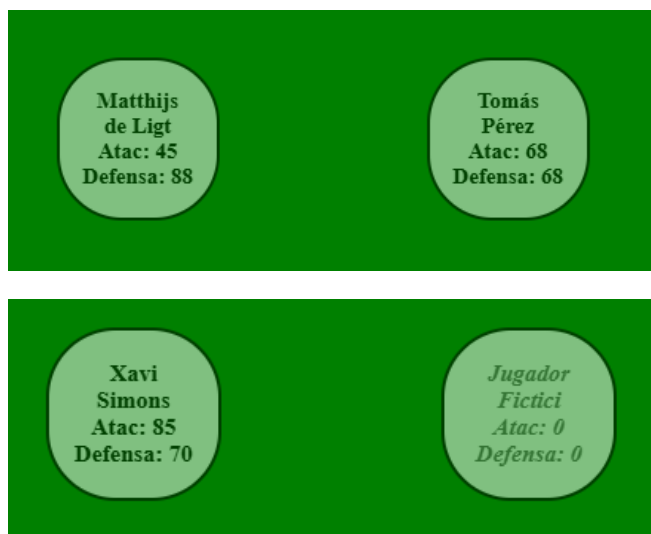 Matthijs
de Ligt
Atac: 45
Defensa: 88
Tomás
Pérez
Atac: 68
Defensa: 68
Xavi
Simons
Atac: 85
Defensa: 70
Jugador
Fictici
Atac: 0
Defensa: 0